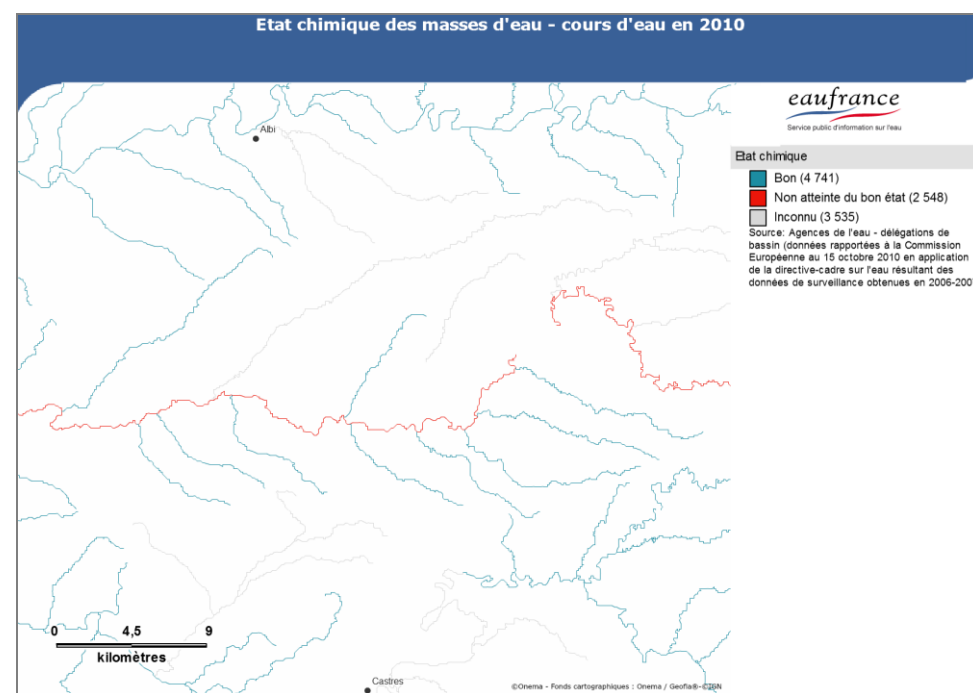 Etat chimique des masses d'eau - cours d'eau en 2010
eaufrance
Service public d'information sur l'eau
Albi
Etat chimique
Bon (4 741)
Non atteinte du bon état (2 548)
Inconnu (3 535)
Source: Agences de l'eau - délégations de
bassin (données rapportées à la Commission
Européenne au 15 octobre 2010 en application
de la directive-cadre sur l'eau résultant des
données de surveillance obtenues en 2006-200
0 4,5 9
kilomètres
Castres
©Onema - Fonds cartographiques : Onema / Geofla®-©IGN